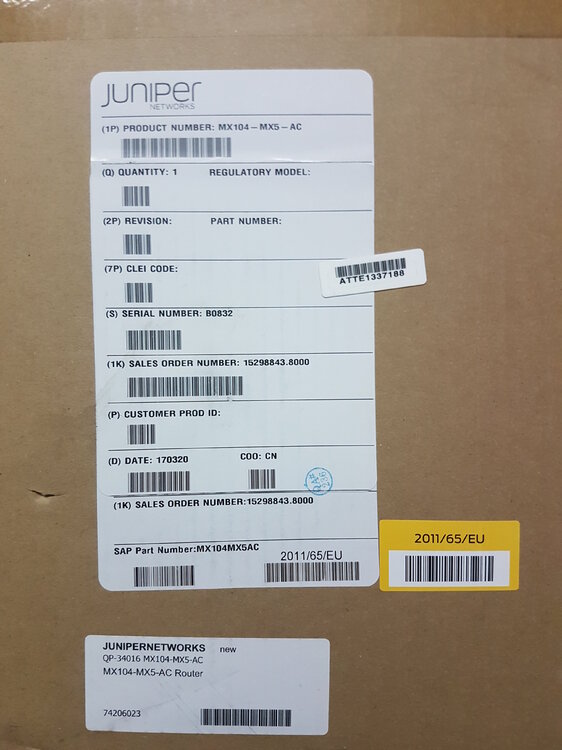 JUNIPER
NETWORKS
(1P) PRODUCT NUMBER: MX104-MX5-AC
(Q) QUANTITY: 1 REGULATORY MODEL:
(2P) REVISION: PART NUMBER:
(7P) CLEI CODE:
ATTE1337188
(S) SERIAL NUMBER: B0832
(1K) SALES ORDER NUMBER: 15298843.8000
(P) CUSTOMER PROD ID:
(D) DATE: 170320 COO: CN
(1K) SALES ORDER NUMBER:15298843.8000
SAP Part Number:MX104MX5AC 2011/65/EU
2011/65/EU
JUNIPERNETWORKS new
QP-34016 MX104-MX5-AC
MX104-MX5-AC Router
74206023